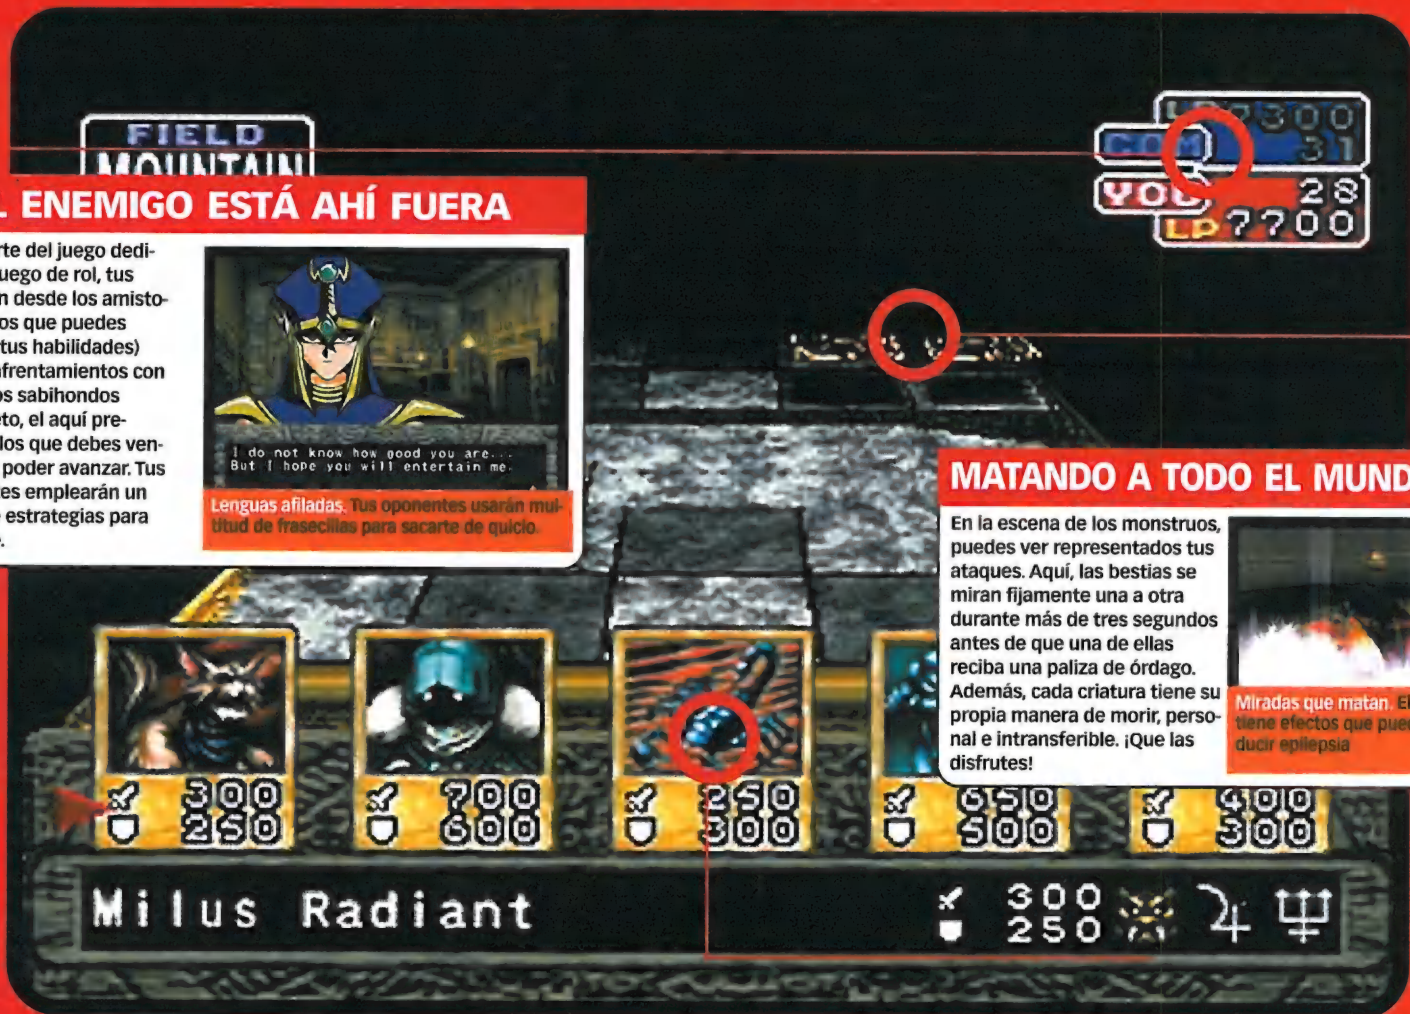 FIELD
MOUNTAIN
LP 7800
COM 31
YOU 28
LP 7700
L ENEMIGO ESTÁ AHÍ FUERA
rte del juego dedi-
uego de rol, tus
n desde los amisto-
os que puedes
tus habilidades)
frentamientos con
os sabihondos
eto, el aquí pre-
los que debes ven-
poder avanzar. Tus
tes emplearán un
e estrategias para
e.
I do not know how good you are...
But I hope you will entertain me.
Lenguas afiladas. Tus oponentes usarán mul-
titud de frasecillas para sacarte de quicio.
MATANDO A TODO EL MUND
En la escena de los monstruos,
puedes ver representados tus
ataques. Aquí, las bestias se
miran fijamente una a otra
durante más de tres segundos
antes de que una de ellas
reciba una paliza de órdago.
Además, cada criatura tiene su
propia manera de morir, perso-
nal e intransferible. ¡Que las
disfrutes!
Miradas que matan. El
tiene efectos que pue
ducir epilepsia
300 700 250 650 400
250 600 300 500 300
Milus Radiant
300
250